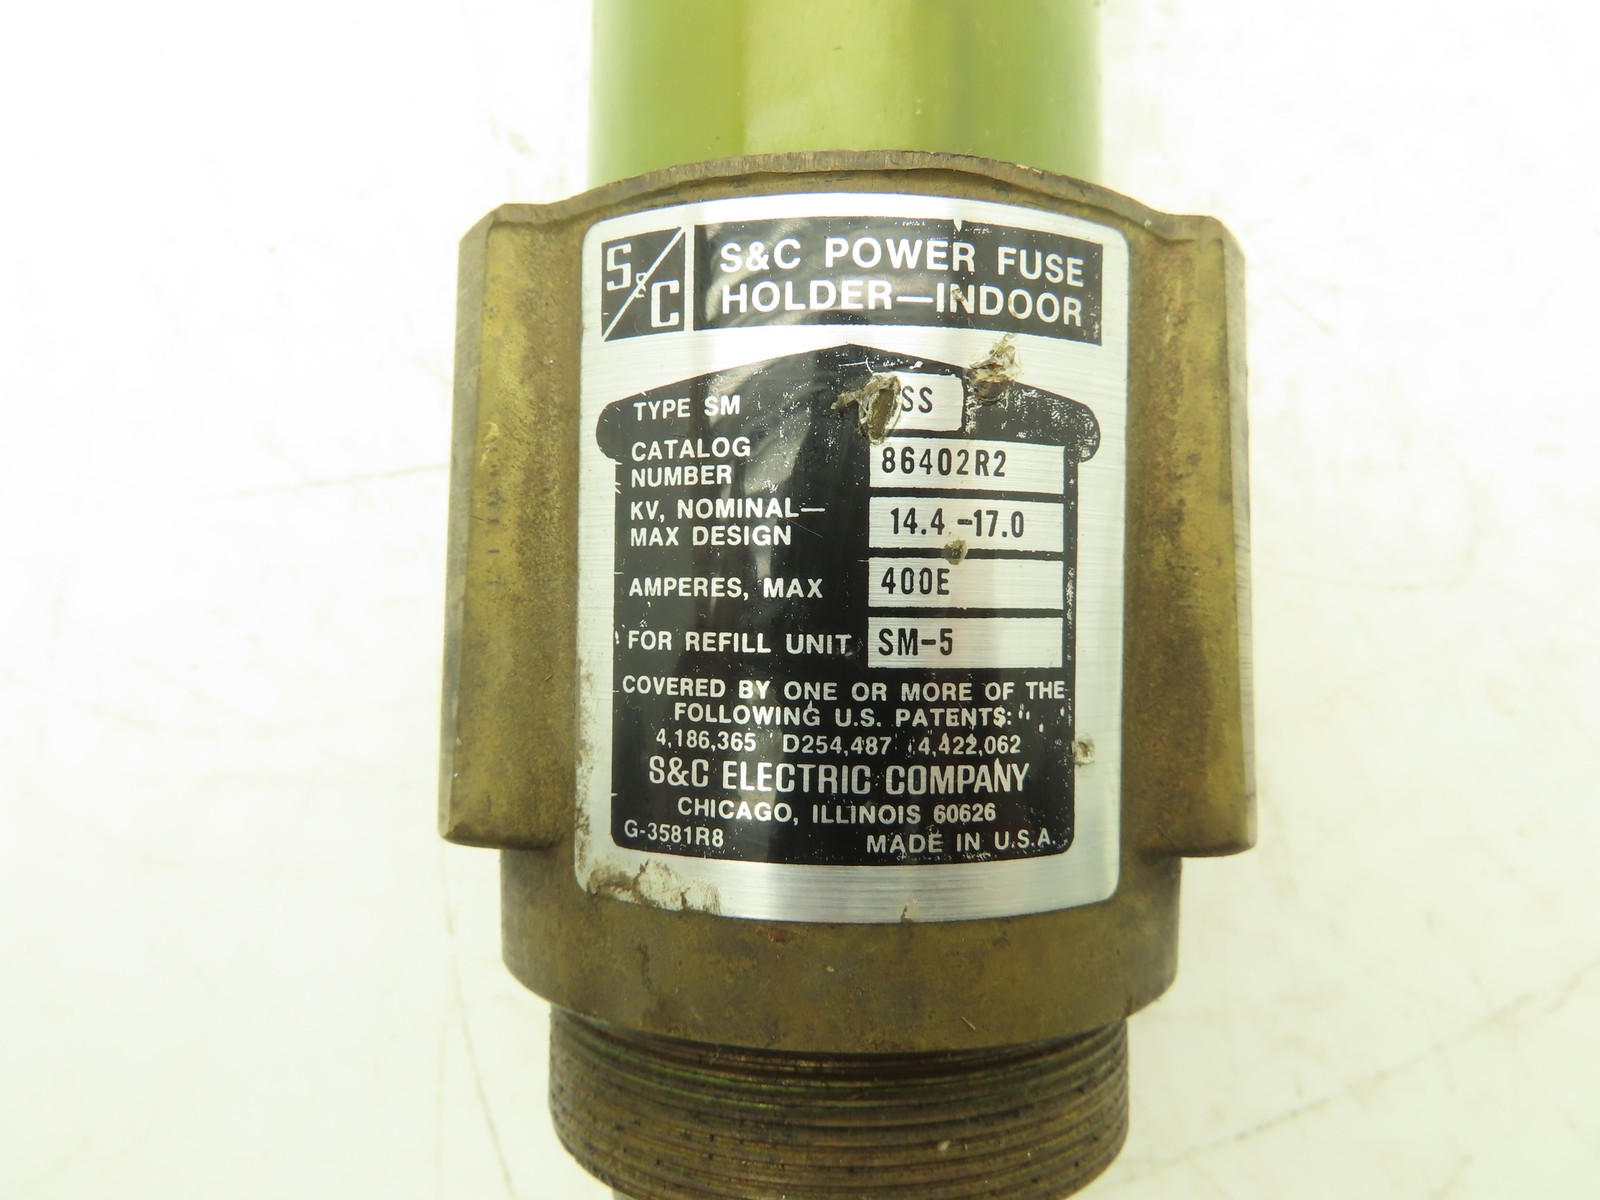 S&C
S&C POWER FUSE
HOLDER—INDOOR
TYPE SM SS
CATALOG
NUMBER 86402R2
KV, NOMINAL—
MAX DESIGN 14.4-17.0
AMPERES, MAX 400E
FOR REFILL UNIT SM-5
COVERED BY ONE OR MORE OF THE
FOLLOWING U.S. PATENTS:
4,186,365 D254,487 4,422,062
S&C ELECTRIC COMPANY
CHICAGO, ILLINOIS 60626
G-3581R8 MADE IN U.S.A.